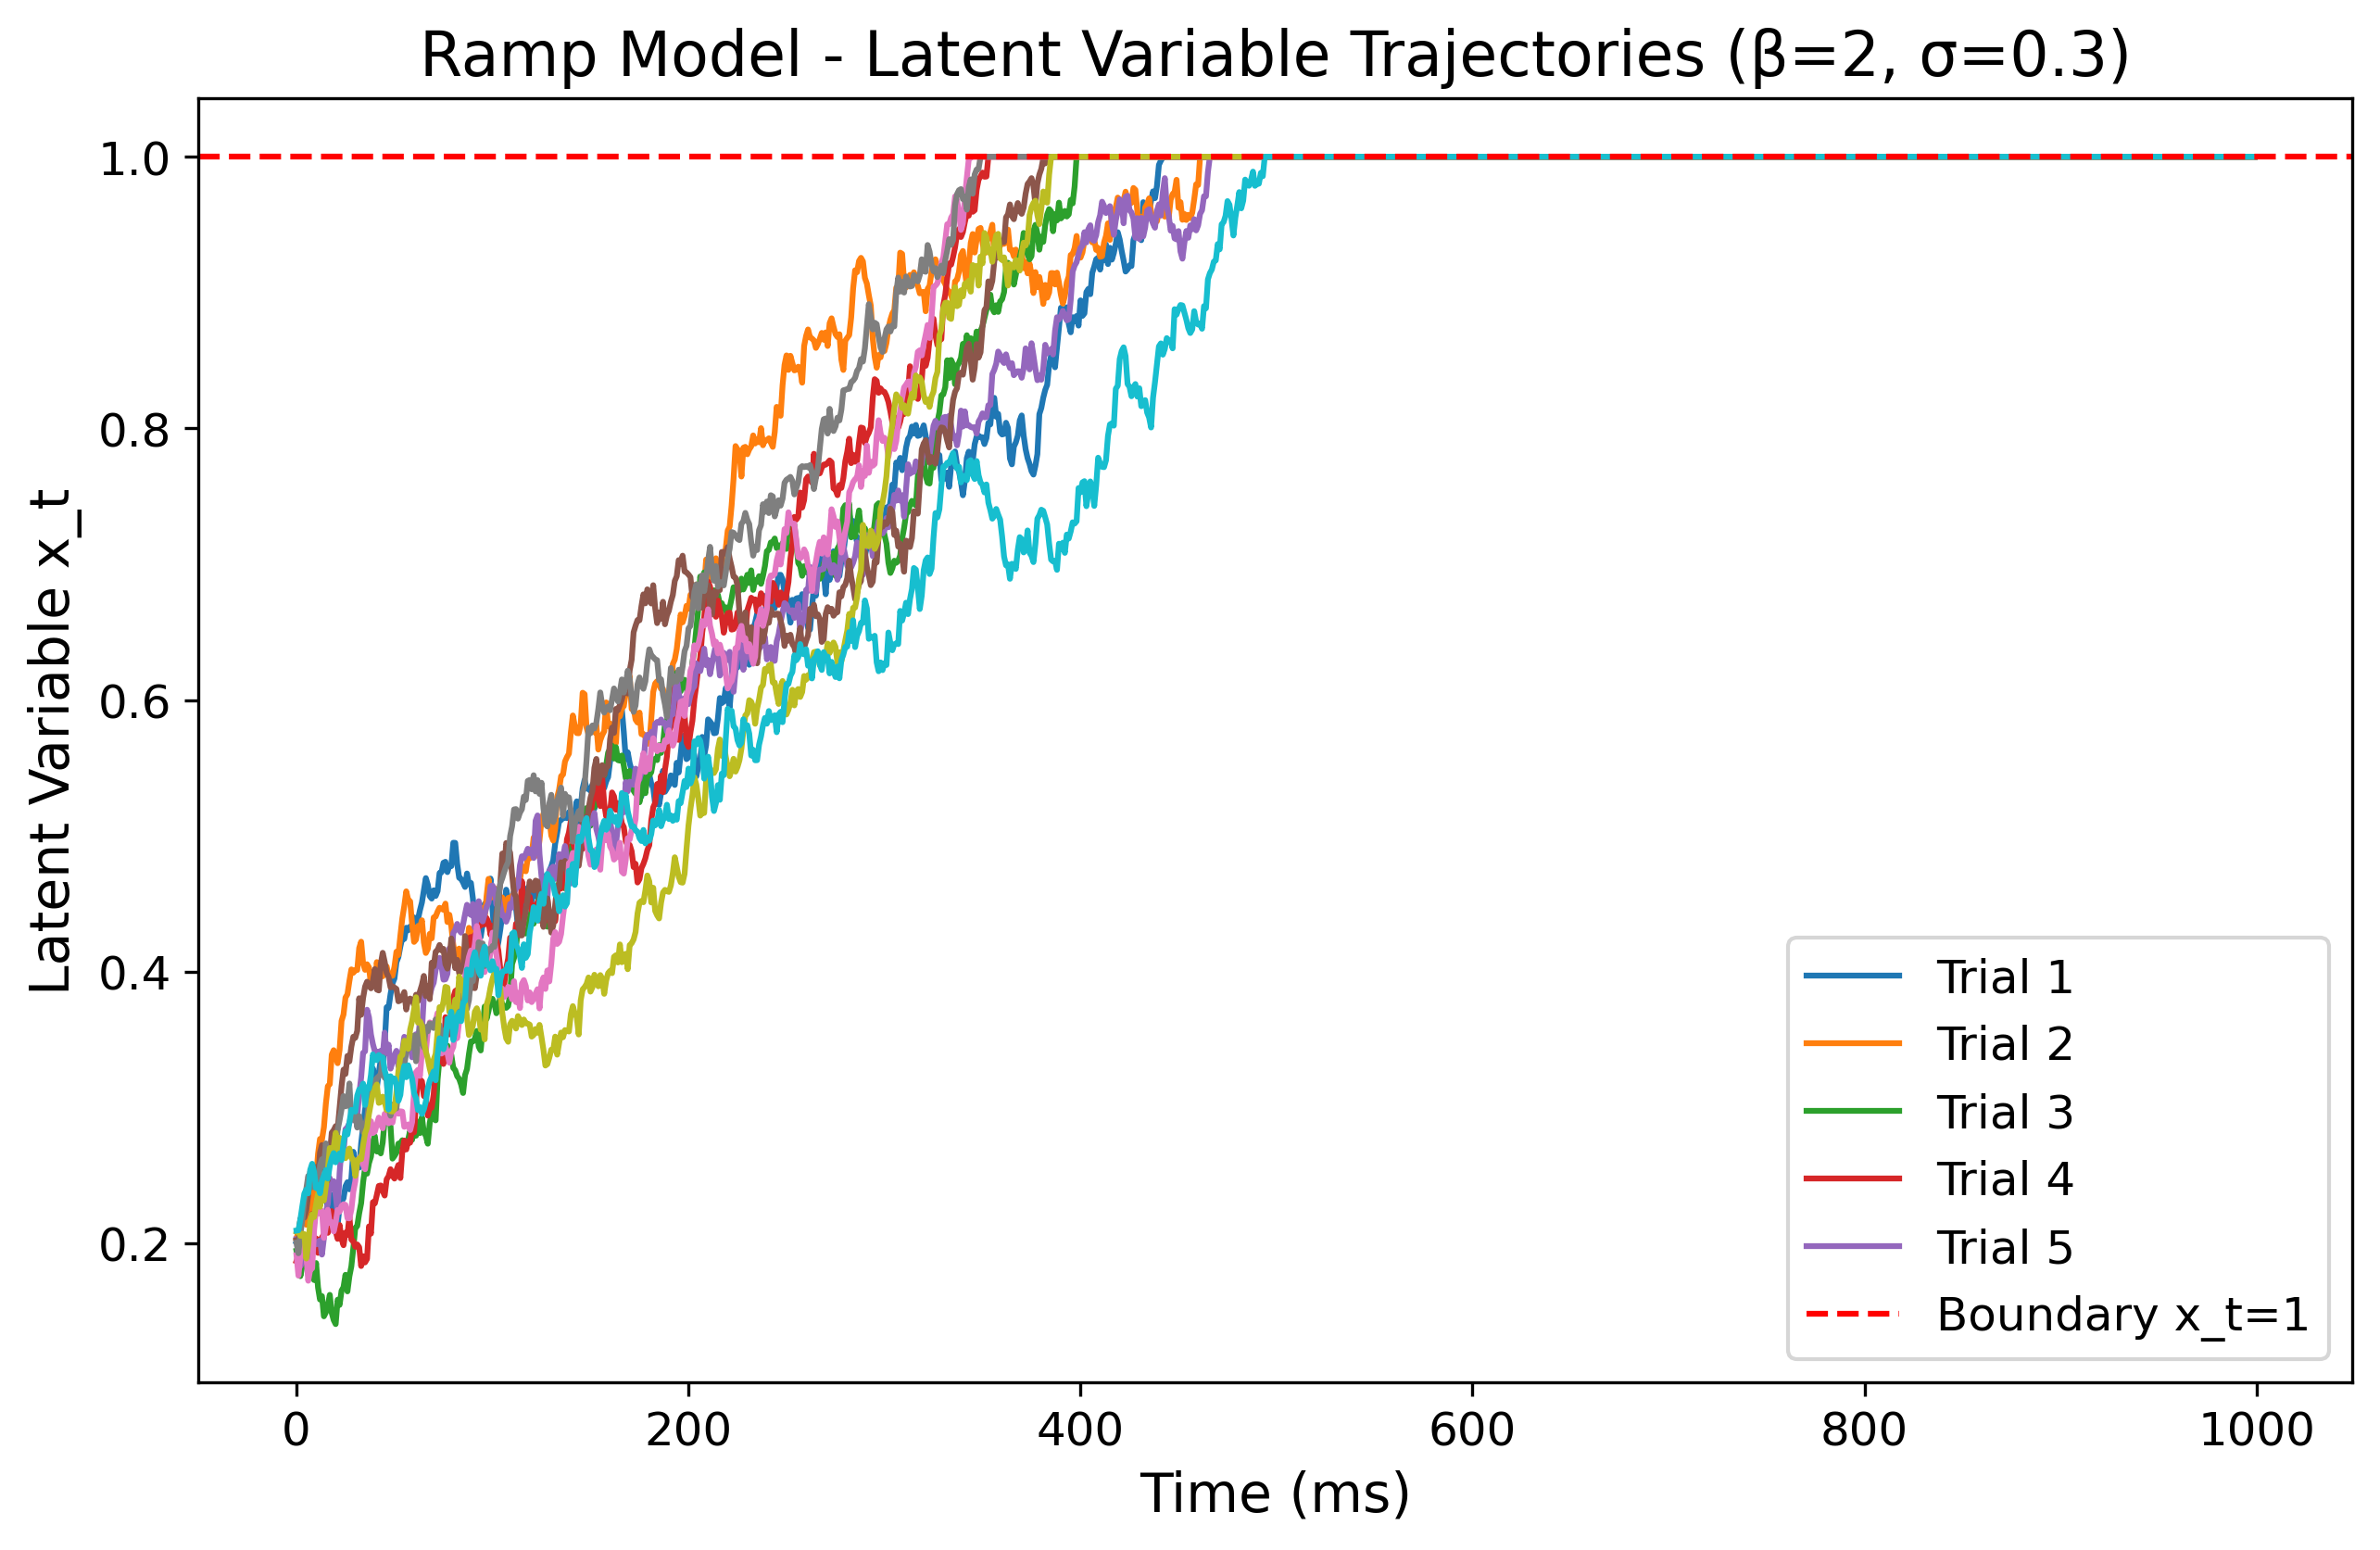 Ramp Model - Latent Variable Trajectories (β=2, σ=0.3)
1.0
0.8
0.6
0.4
0.2
Latent Variable x_t
Trial 1
Trial 2
Trial 3
Trial 4
Trial 5
Boundary x_t=1
0 200 400 600 800 1000
Time (ms)